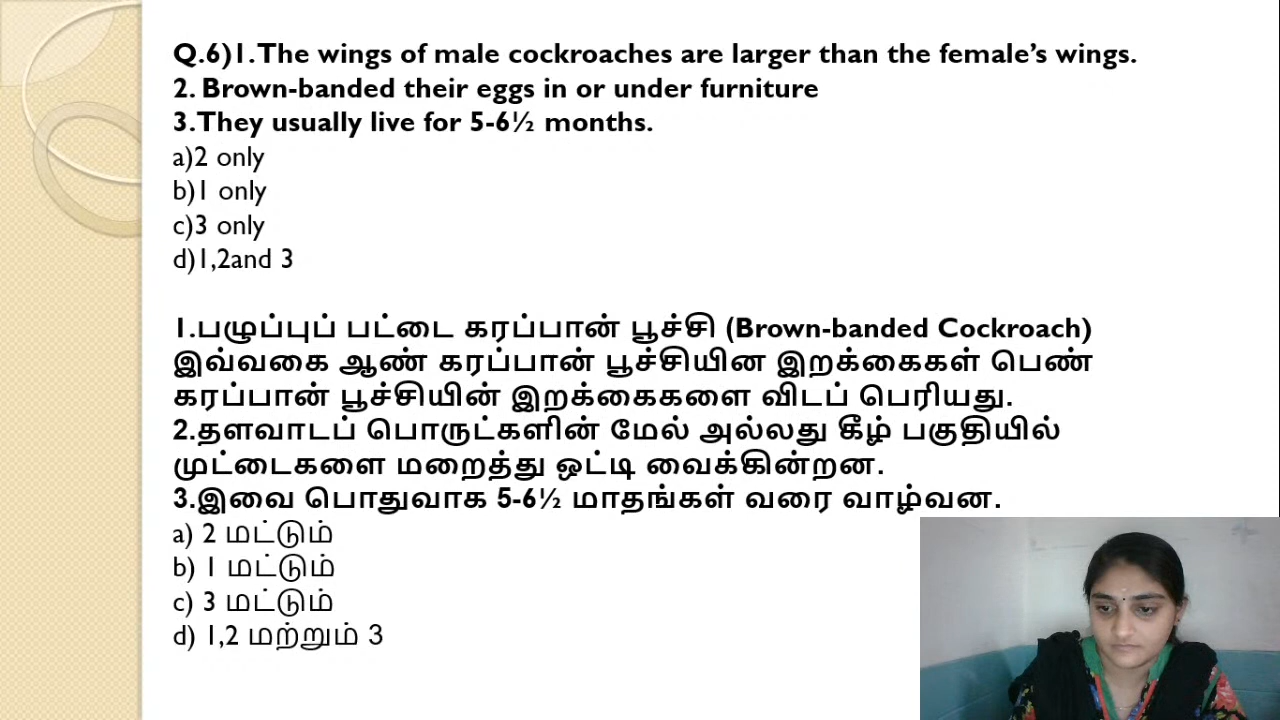 Q.6)1.The wings of male cockroaches are larger than the female’s wings.
2. Brown-banded their eggs in or under furniture
3.They usually live for 5-6½ months.
a)2 only
b)1 only
c)3 only
d)1,2and 3
1.பழுப்புப் பட்டை கரப்பான் பூச்சி (Brown-banded Cockroach)
இவ்வகை ஆண் கரப்பான் பூச்சியின இறக்கைகள் பெண்
கரப்பான் பூச்சியின் இறக்கைகளை விடப் பெரியது.
2.தளவாடப் பொருட்களின் மேல் அல்லது கீழ் பகுதியில்
முட்டைகளை மறைத்து ஒட்டி வைக்கின்றன.
3.இவை பொதுவாக 5-6½ மாதங்கள் வரை வாழ்வன.
a) 2 மட்டும்
b) 1 மட்டும்
c) 3 மட்டும்
d) 1,2 மற்றும் 3